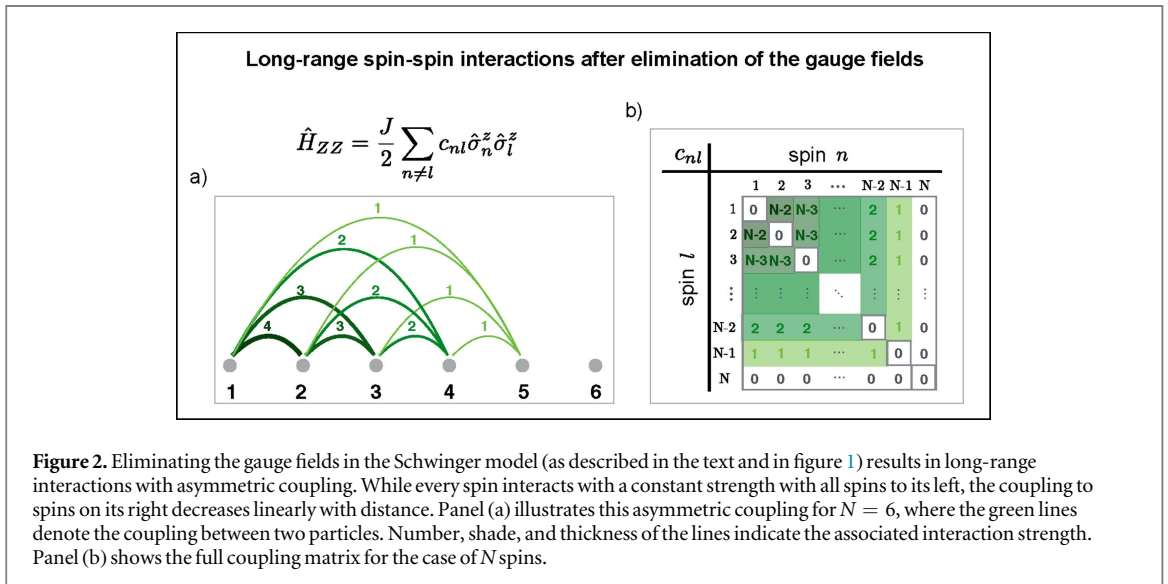 Long-range spin-spin interactions after elimination of the gauge fields
Ĥ_ZZ = J/2 ∑_{n≠l} c_{nl} σ̂_n^z σ̂_l^z
a)
1
2 1
3 2 1
4 3 2 1
1 2 3 4 5 6
b)
c_{nl} spin n
1 2 3 ··· N-2 N-1 N
spin l
1 0 N-2 N-3 ··· 2 1 0
2 N-2 0 N-3 ··· 2 1 0
3 N-3 N-3 0 ··· 2 1 0
⋮ ⋮ ⋮ ⋮ ⋱ ⋮ ⋮ ⋮
N-2 2 2 2 ··· 0 1 0
N-1 1 1 1 ··· 1 0 0
N 0 0 0 ··· 0 0 0
Figure 2. Eliminating the gauge fields in the Schwinger model (as described in the text and in figure 1) results in long-range
interactions with asymmetric coupling. While every spin interacts with a constant strength with all spins to its left, the coupling to
spins on its right decreases linearly with distance. Panel (a) illustrates this asymmetric coupling for N = 6, where the green lines
denote the coupling between two particles. Number, shade, and thickness of the lines indicate the associated interaction strength.
Panel (b) shows the full coupling matrix for the case of N spins.